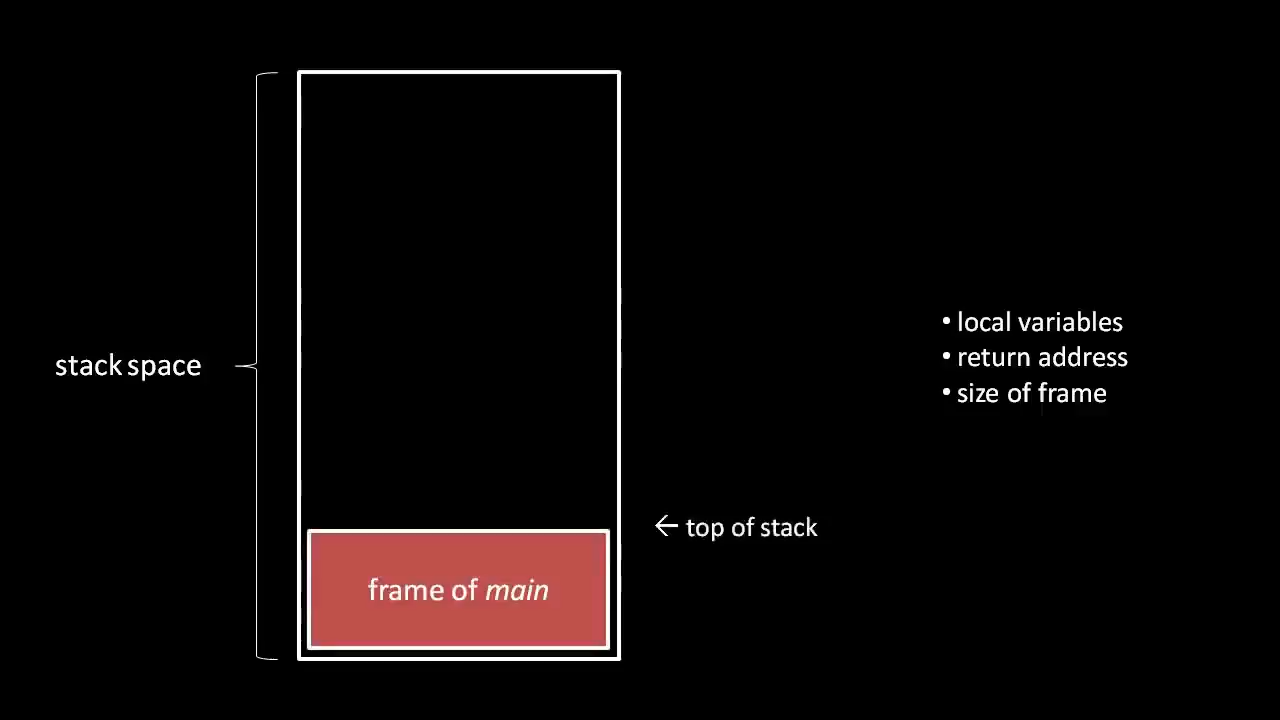 stack space
• local variables
• return address
• size of frame
← top of stack
frame of main